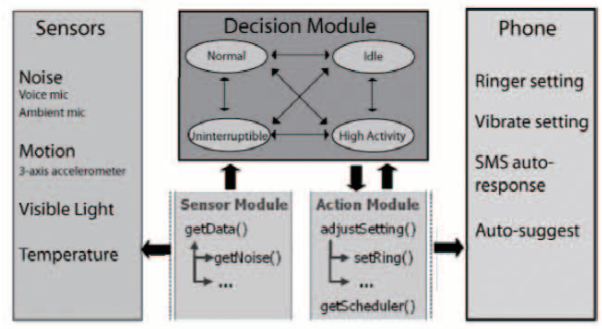 Sensors
Noise
Voice mic
Ambient mic
Motion
3-axis accelerometer
Visible Light
Temperature
Decision Module
Normal
Idle
Uninterruptible
High Activity
Sensor Module
getData()
getNoise()
...
Action Module
adjustSetting()
setRing()
...
getScheduler()
Phone
Ringer setting
Vibrate setting
SMS auto-
response
Auto-suggest